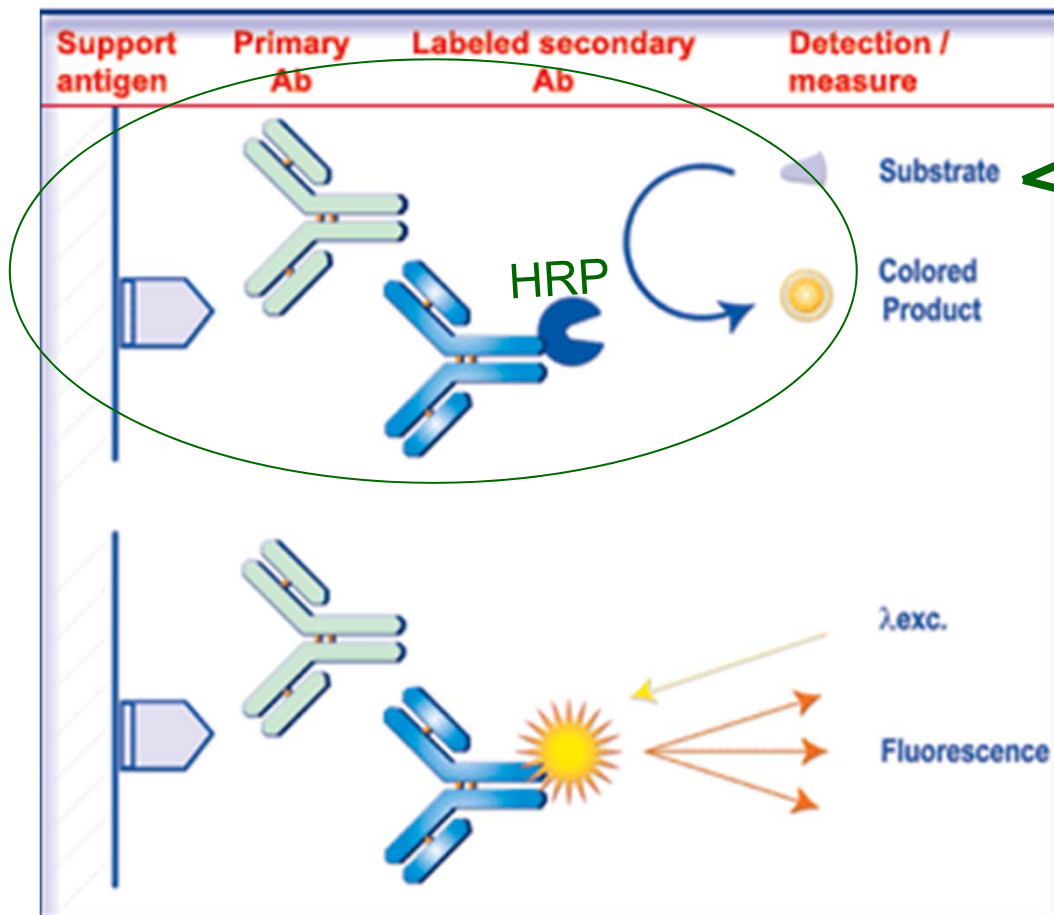 Support antigen
Primary Ab
Labeled secondary Ab
Detection / measure
Substrate
HRP
Colored
Product
λexc.
Fluorescence